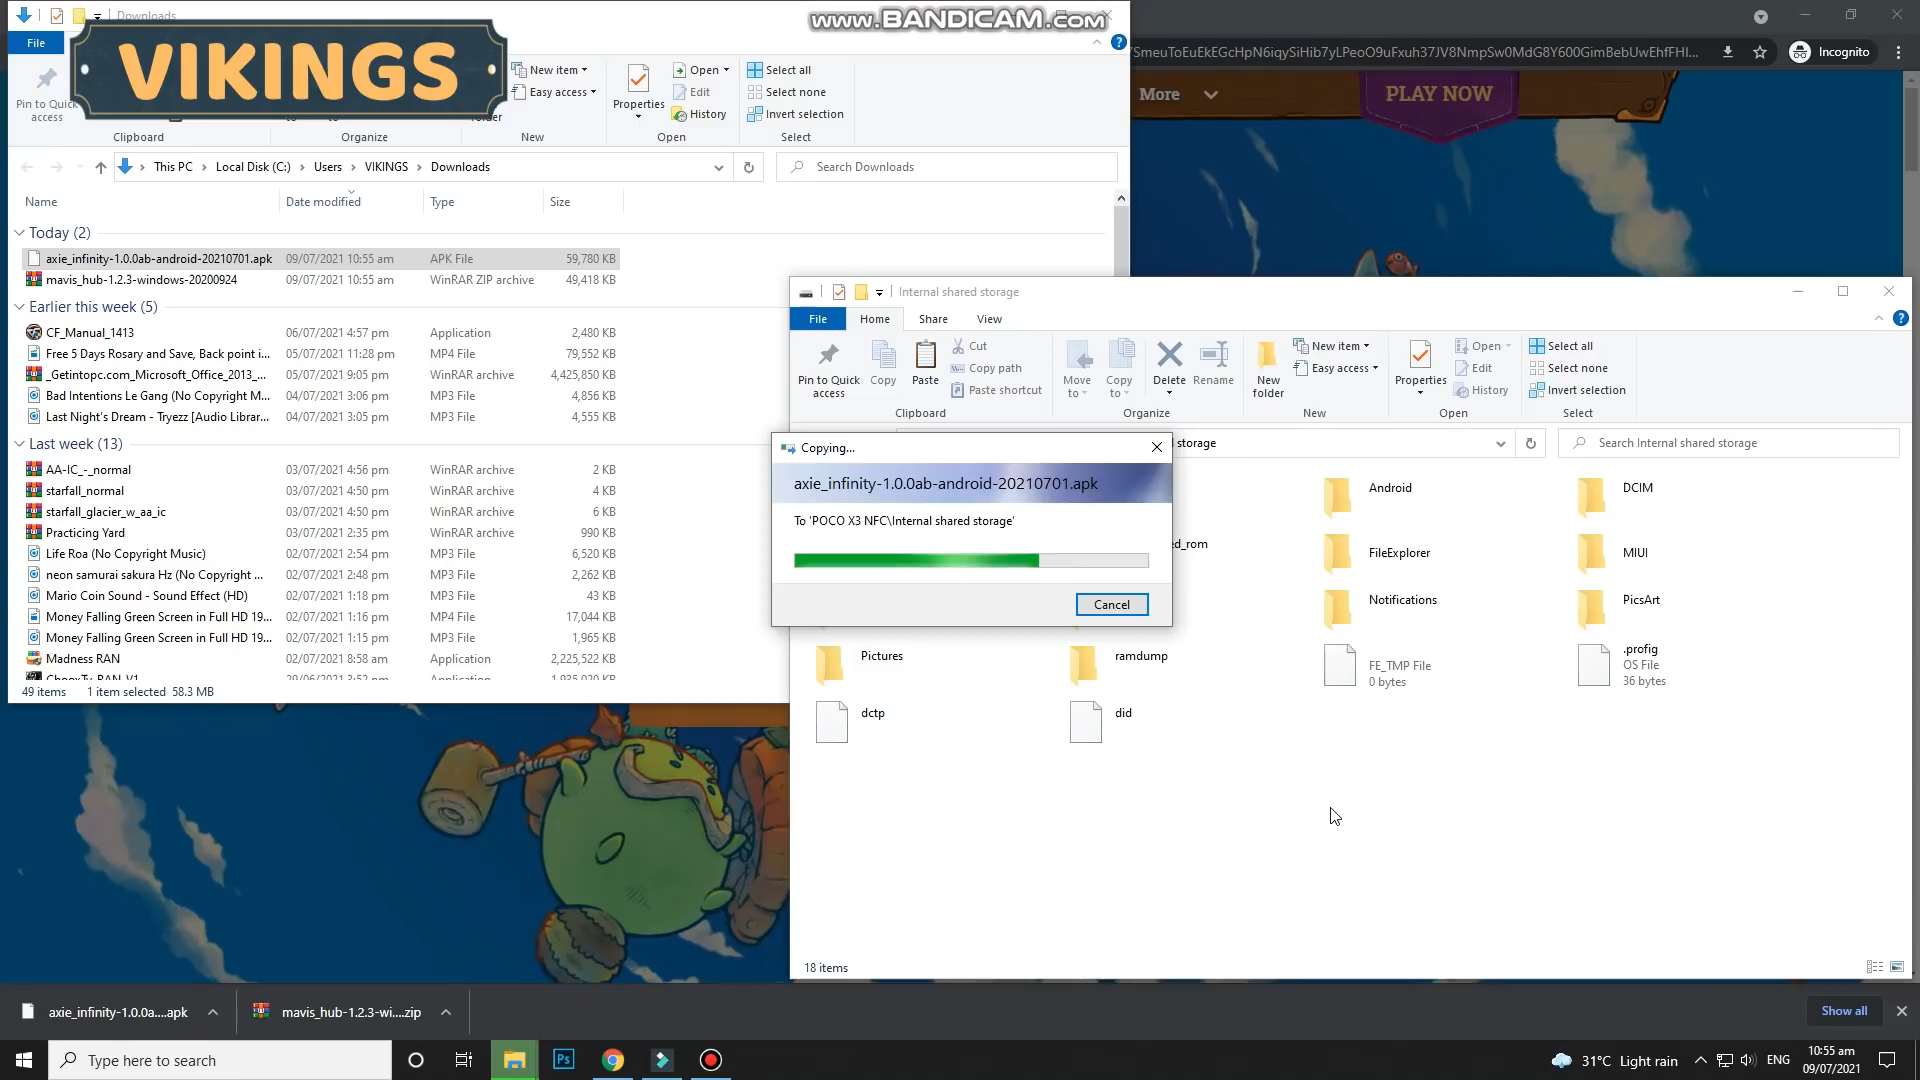 Downloads
www.BANDICAM.com
File
VIKINGS
SmeuToEuEkEGcHpN6iqySiHib7yLPeoO9uFxuh37JV8NmpSw0MdG8Y600GimBebUwEhfFHI...
Incognito
Pin to Quick
access
New item
Easy access
Properties
Open
Edit
History
Select all
Select none
Invert selection
More
PLAY NOW
Clipboard
Organize
New
Open
Select
This PC
Local Disk (C:)
Users
VIKINGS
Downloads
Search Downloads
Name
Date modified
Type
Size
Today (2)
axie_infinity-1.0.0ab-android-20210701.apk 09/07/2021 10:55 am APK File 59,780 KB
mavis_hub-1.2.3-windows-20200924 09/07/2021 10:55 am WinRAR ZIP archive 49,418 KB
Earlier this week (5)
CF_Manual_1413 06/07/2021 4:57 pm Application 2,480 KB
Free 5 Days Rosary and Save, Back point i... 05/07/2021 11:28 pm MP4 File 79,552 KB
_Getintopc.com_Microsoft_Office_2013_... 05/07/2021 9:05 pm WinRAR archive 4,425,850 KB
Bad Intentions Le Gang (No Copyright M... 04/07/2021 3:06 pm MP3 File 4,856 KB
Last Night's Dream - Tryezz [Audio Librar... 04/07/2021 3:05 pm MP3 File 4,555 KB
Last week (13)
AA-IC_-_normal 03/07/2021 4:56 pm WinRAR archive 2 KB
starfall_normal 03/07/2021 4:50 pm WinRAR archive 4 KB
starfall_glacier_w_aa_ic 03/07/2021 4:50 pm WinRAR archive 6 KB
Practicing Yard 03/07/2021 2:35 pm WinRAR archive 990 KB
Life Roa (No Copyright Music) 02/07/2021 2:54 pm MP3 File 6,520 KB
neon samurai sakura Hz (No Copyright ... 02/07/2021 2:48 pm MP3 File 2,262 KB
Mario Coin Sound - Sound Effect (HD) 02/07/2021 1:18 pm MP3 File 43 KB
Money Falling Green Screen in Full HD 19... 02/07/2021 1:16 pm MP4 File 17,044 KB
Money Falling Green Screen in Full HD 19... 02/07/2021 1:15 pm MP3 File 1,965 KB
Madness RAN 02/07/2021 8:58 am Application 2,225,522 KB
49 items 1 item selected 58.3 MB
Internal shared storage
File
Home
Share
View
Pin to Quick
access
Copy
Paste
Cut
Copy path
Paste shortcut
Move
to
Copy
to
Delete
Rename
New
folder
New item
Easy access
Properties
Open
Edit
History
Select all
Select none
Invert selection
Clipboard
Organize
New
Open
Select
storage
Search Internal shared storage
Copying...
axie_infinity-1.0.0ab-android-20210701.apk
To 'POCO X3 NFC\Internal shared storage'
Cancel
Android
DCIM
ed_rom
FileExplorer
MIUI
Notifications
PicsArt
Pictures
ramdump
FE_TMP File
0 bytes
.profig
OS File
36 bytes
dctp
did
18 items
axie_infinity-1.0.0a....apk
mavis_hub-1.2.3-wi....zip
Show all
Type here to search
Ps
31°C Light rain
ENG
10:55 am
09/07/2021